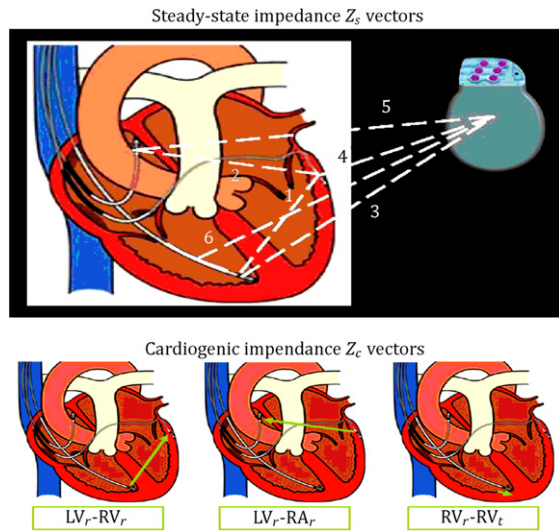 Steady-state impedance Zₛ vectors
5
4
2
1
3
6
Cardiogenic impendance Z_c vectors
LVᵣ-RVᵣ
LVᵣ-RAᵣ
RVᵣ-RVₜ